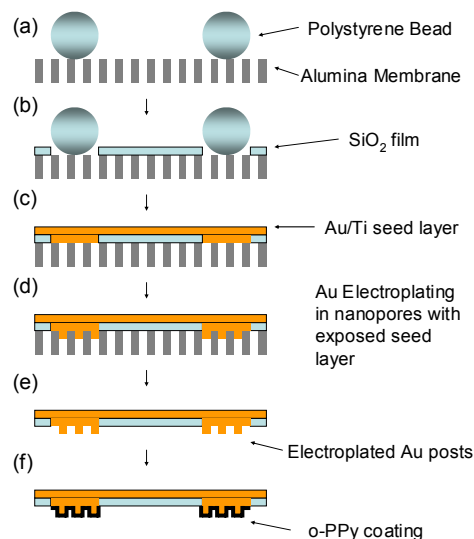 (a)
Polystyrene Bead
Alumina Membrane
(b)
SiO₂ film
(c)
Au/Ti seed layer
(d)
Au Electroplating
in nanopores with
exposed seed
layer
(e)
Electroplated Au posts
(f)
o-PPy coating